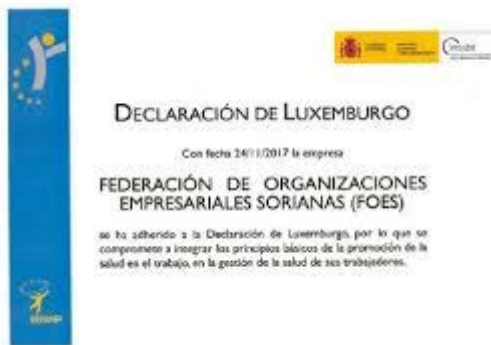 DECLARACIÓN DE LUXEMBURGO
Con fecha 24/11/2017 la empresa
FEDERACIÓN DE ORGANIZACIONES
EMPRESARIALES SORIANAS (FOES)
se ha adherido a la Declaración de Luxemburgo, por lo que se
compromete a integrar los principios básicos de la promoción de la
salud en el trabajo, en la gestión de la salud de sus trabajadores.